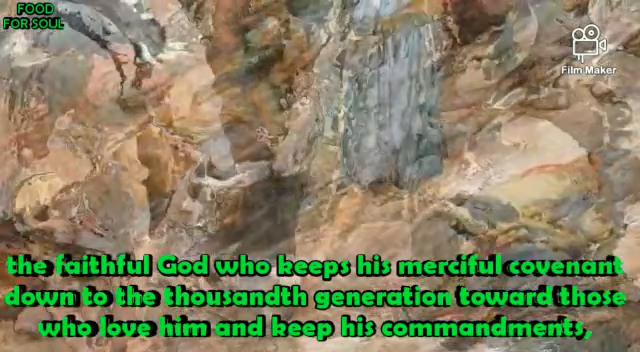 FOOD
FOR SOUL
Film Maker
the faithful God who keeps his merciful covenant
down to the thousandth generation toward those
who love him and keep his commandments,